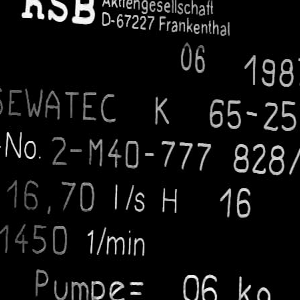 KSB Aktiengesellschaft
D-67227 Frankenthal
06 198
SEWATEC K 65-25
No. 2-M40-777 828/
16,70 l/s H 16
1450 1/min
Pumpe= 06 kg